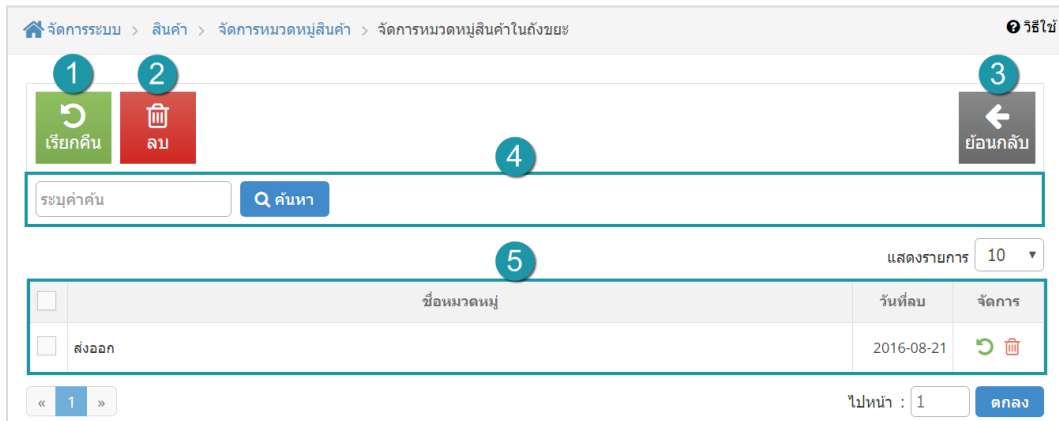 จัดการระบบ > สินค้า > จัดการหมวดหมู่สินค้า > จัดการหมวดหมู่สินค้าในถังขยะ วิธีใช้
1 2 3
เรียกคืน ลบ ย้อนกลับ
4
ระบุคำค้น ค้นหา
5 แสดงรายการ 10
ชื่อหมวดหมู่ วันที่ลบ จัดการ
ส่งออก 2016-08-21
« 1 » ไปหน้า : 1 ตกลง